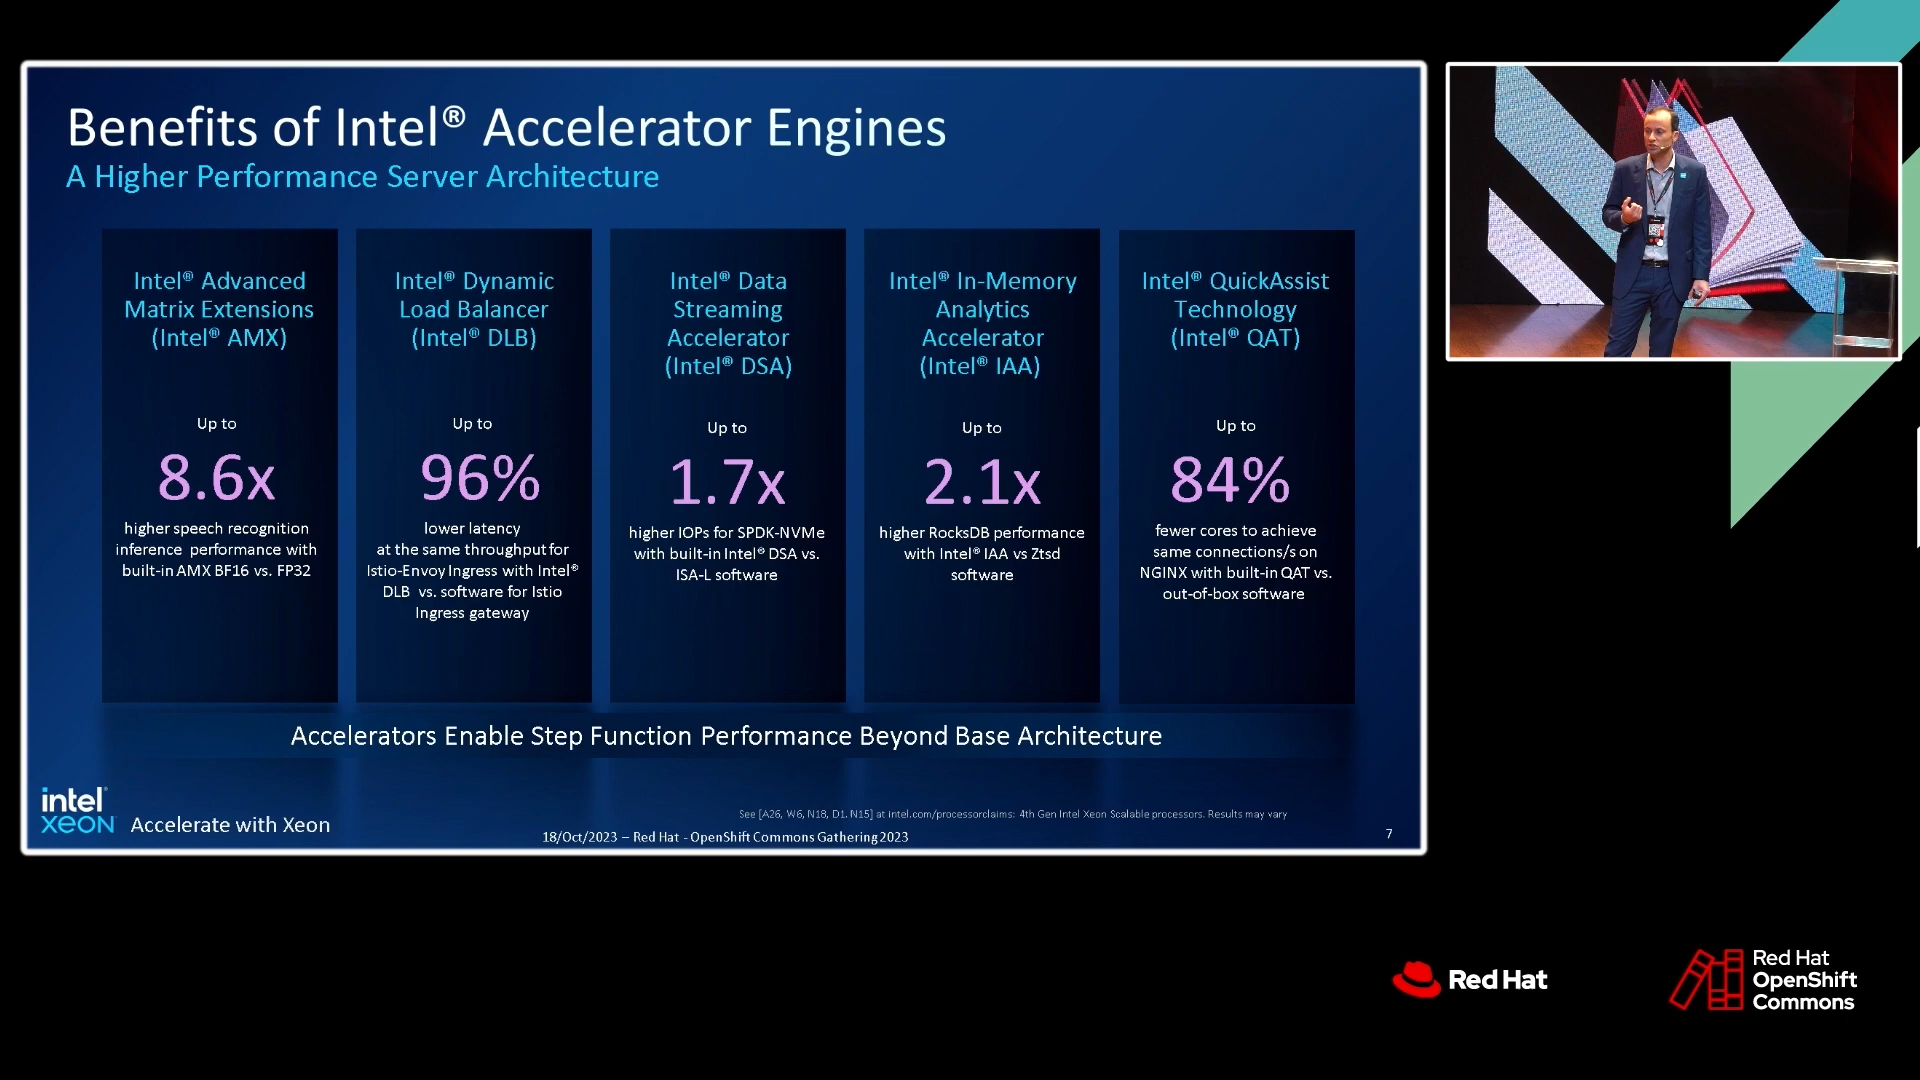 Benefits of Intel® Accelerator Engines
A Higher Performance Server Architecture
Intel® Advanced
Matrix Extensions
(Intel® AMX)
Up to
8.6x
higher speech recognition
inference performance with
built-in AMX BF16 vs. FP32
Intel® Dynamic
Load Balancer
(Intel® DLB)
Up to
96%
lower latency
at the same throughput for
Istio-Envoy Ingress with Intel®
DLB vs. software for Istio
Ingress gateway
Intel® Data
Streaming
Accelerator
(Intel® DSA)
Up to
1.7x
higher IOPs for SPDK-NVMe
with built-in Intel® DSA vs.
ISA-L software
Intel® In-Memory
Analytics
Accelerator
(Intel® IAA)
Up to
2.1x
higher RocksDB performance
with Intel® IAA vs Ztsd
software
Intel® QuickAssist
Technology
(Intel® QAT)
Up to
84%
fewer cores to achieve
same connections/s on
NGINX with built-in QAT vs.
out-of-box software
Accelerators Enable Step Function Performance Beyond Base Architecture
intel
XEON
Accelerate with Xeon
See [A26, W6, N18, D1. N15] at intel.com/processorclaims: 4th Gen Intel Xeon Scalable processors. Results may vary
18/Oct/2023 – Red Hat - OpenShift Commons Gathering 2023
7
Red Hat
Red Hat
OpenShift
Commons